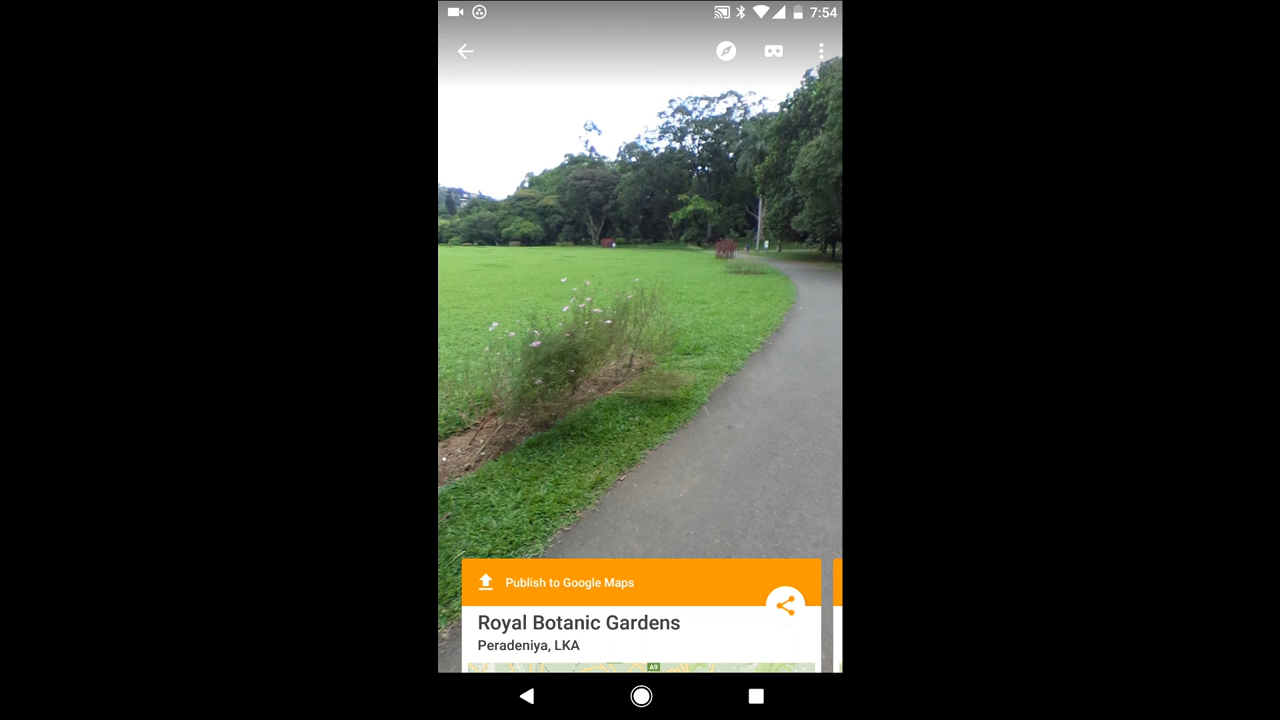 7:54
Publish to Google Maps
Royal Botanic Gardens
Peradeniya, LKA
A9